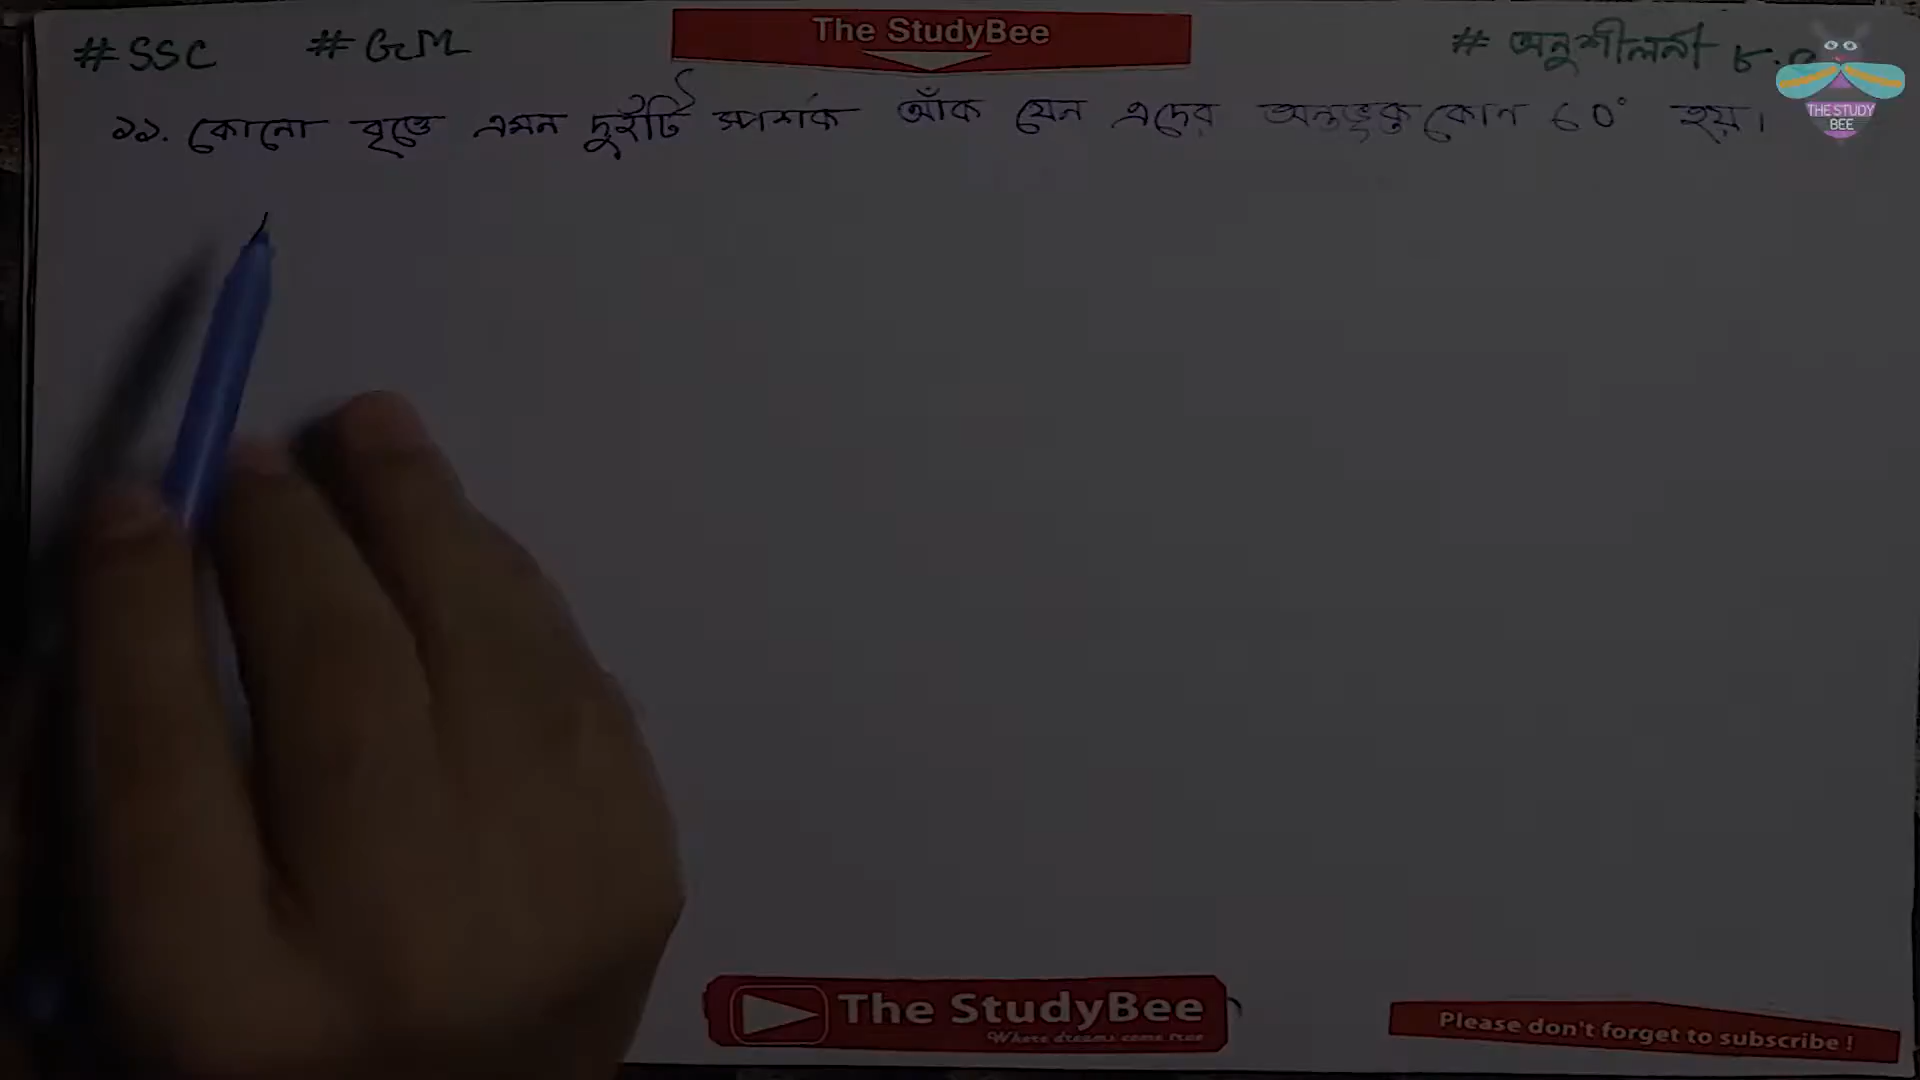 The StudyBee
#SSC #GM #অনুশীলনী ৮.
THE STUDY
BEE
১১. কোনো বৃত্তে এমন দুইটি স্পর্শক আঁক যেন এদের অন্তর্ভুক্ত কোণ 60° হয়।
The StudyBee
Where dreams come true
Please don't forget to subscribe !